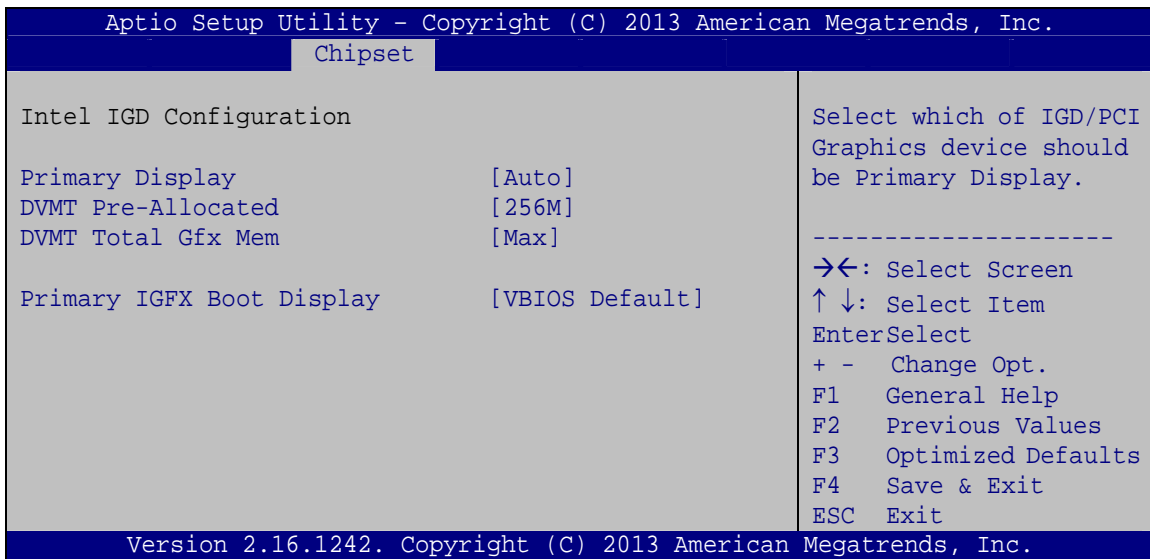 Aptio Setup Utility – Copyright (C) 2013 American Megatrends, Inc.
Chipset
Intel IGD Configuration
Primary Display [Auto]
DVMT Pre-Allocated [256M]
DVMT Total Gfx Mem [Max]
Primary IGFX Boot Display [VBIOS Default]
Select which of IGD/PCI
Graphics device should
be Primary Display.
---------------------
→←: Select Screen
↑ ↓: Select Item
EnterSelect
+ - Change Opt.
F1 General Help
F2 Previous Values
F3 Optimized Defaults
F4 Save & Exit
ESC Exit
Version 2.16.1242. Copyright (C) 2013 American Megatrends, Inc.